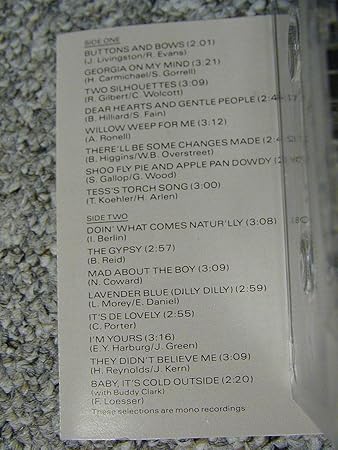 SIDE ONE
BUTTONS AND BOWS (2:01)
(J. Livingston/R. Evans)
GEORGIA ON MY MIND (3:21)
(H. Carmichael/S. Gorrell)
TWO SILHOUETTES (3:09)
(R. Gilbert/C. Wolcott)
DEAR HEARTS AND GENTLE PEOPLE
(B. Hilliard/S. Fain)
WILLOW WEEP FOR ME (3:12)
(A. Ronell)
THERE'LL BE SOME CHANGES MADE
(B. Higgins/W.B. Overstreet)
SHOO FLY PIE AND APPLE PAN DOWDY
(S. Gallop/G. Wood)
TESS'S TORCH SONG (3:00)
(T. Koehler/H. Arlen)
SIDE TWO
DOIN' WHAT COMES NATUR'LLY (3:08)
(I. Berlin)
THE GYPSY (2:57)
(B. Reid)
MAD ABOUT THE BOY (3:09)
(N. Coward)
LAVENDER BLUE (DILLY DILLY) (2:59)
(L. Morey/E. Daniel)
IT'S DE LOVELY (2:55)
(C. Porter)
I'M YOURS (3:16)
(E.Y. Harburg/J. Green)
THEY DIDN'T BELIEVE ME (3:09)
(H. Reynolds/J. Kern)
BABY, IT'S COLD OUTSIDE (2:20)
(with Buddy Clark)
(F. Loesser)
These selections are mono recordings